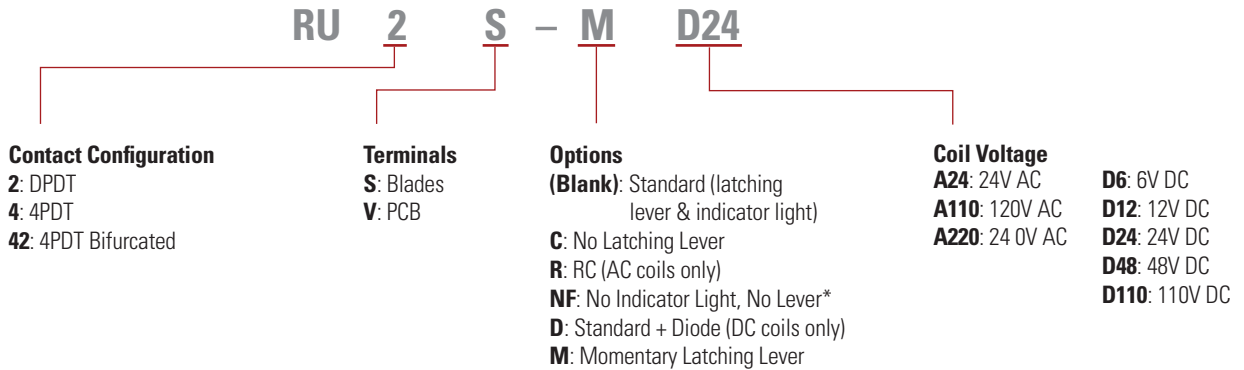 RU 2 S – M D24
Contact Configuration
2: DPDT
4: 4PDT
42: 4PDT Bifurcated
Terminals
S: Blades
V: PCB
Options
(Blank): Standard (latching
lever & indicator light)
C: No Latching Lever
R: RC (AC coils only)
NF: No Indicator Light, No Lever*
D: Standard + Diode (DC coils only)
M: Momentary Latching Lever
Coil Voltage
A24: 24V AC
A110: 120V AC
A220: 24 0V AC
D6: 6V DC
D12: 12V DC
D24: 24V DC
D48: 48V DC
D110: 110V DC